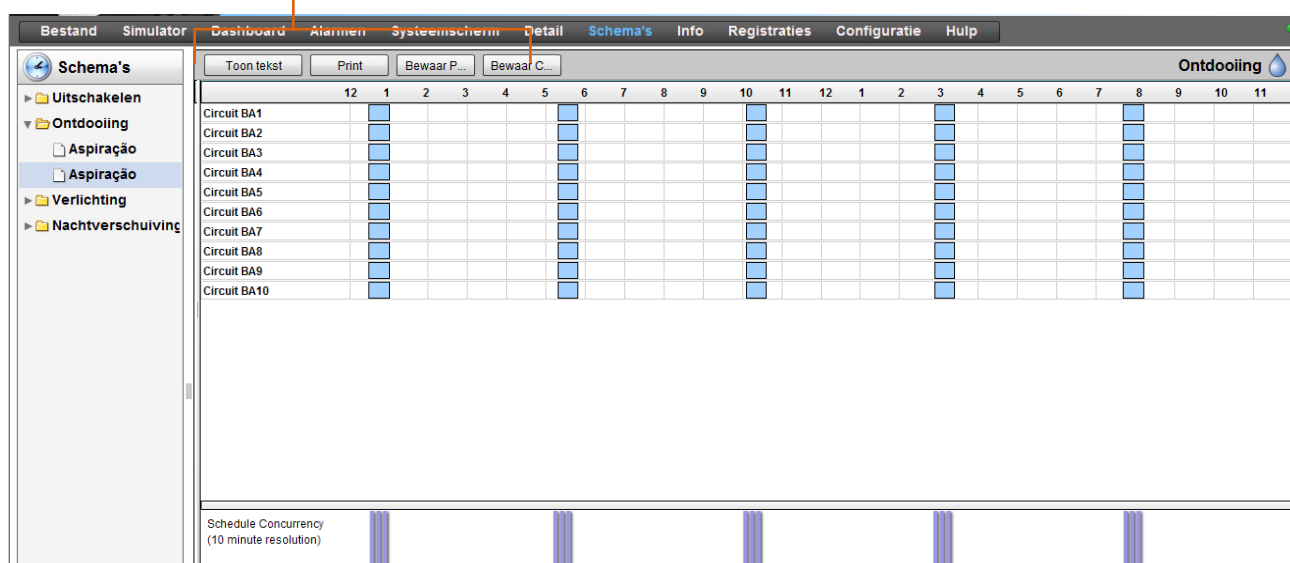 Bestand Simulator Dashboard Alarmen Systeemscherm Detail Schema's Info Registraties Configuratie Hulp
Schema's
Toon tekst Print Bewaar P... Bewaar C... Ontdooiing
12 1 2 3 4 5 6 7 8 9 10 11 12 1 2 3 4 5 6 7 8 9 10 11
Uitschakelen
Ontdooiing
Aspiração
Aspiração
Verlichting
Nachtverschuiving
Circuit BA1
Circuit BA2
Circuit BA3
Circuit BA4
Circuit BA5
Circuit BA6
Circuit BA7
Circuit BA8
Circuit BA9
Circuit BA10
Schedule Concurrency
(10 minute resolution)